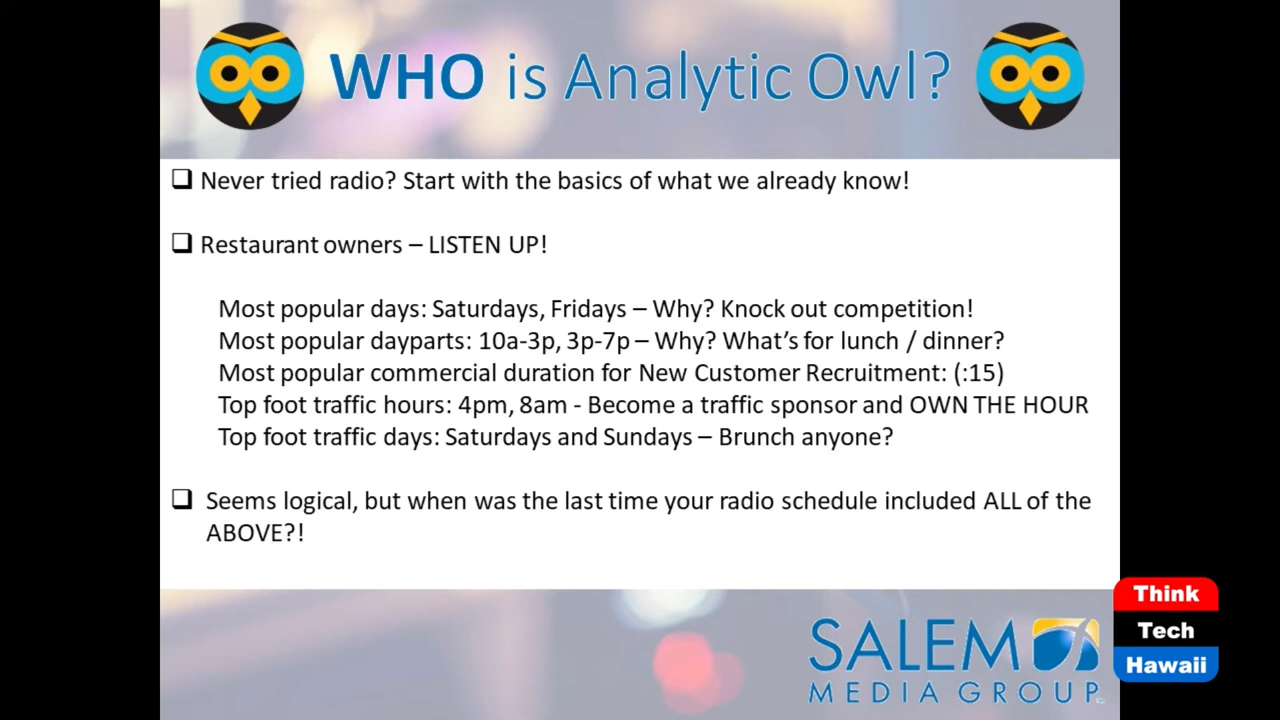 WHO is Analytic Owl?
Never tried radio? Start with the basics of what we already know!
Restaurant owners – LISTEN UP!
Most popular days: Saturdays, Fridays – Why? Knock out competition!
Most popular dayparts: 10a-3p, 3p-7p – Why? What's for lunch / dinner?
Most popular commercial duration for New Customer Recruitment: (:15)
Top foot traffic hours: 4pm, 8am - Become a traffic sponsor and OWN THE HOUR
Top foot traffic days: Saturdays and Sundays – Brunch anyone?
Seems logical, but when was the last time your radio schedule included ALL of the
ABOVE?!
SALEM
MEDIA GROUP
Think
Tech
Hawaii